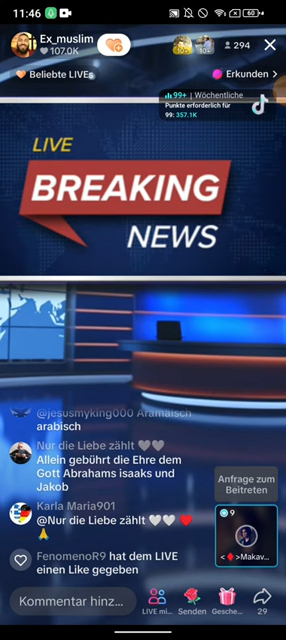 11:46
60
Ex_muslim
107.0K
294
Beliebte LIVEs
Erkunden >
99+ | Wöchentliche
Punkte erforderlich für
99: 357.1K
LIVE
BREAKING
NEWS
@jesusmyking000 Aramäisch
arabisch
Nur die Liebe zählt 🤍🤍
Allein gebührt die Ehre dem
Gott Abrahams isaaks und
Jakob
Karla Maria901
@Nur die Liebe zählt 🤍🤍 ❤️
🙏
FenomenoR9 hat dem LIVE
einen Like gegeben
Anfrage zum
Beitreten
9
<♦️>Makav...
Kommentar hinz...
LIVE mi...
Senden
Gesche...
29